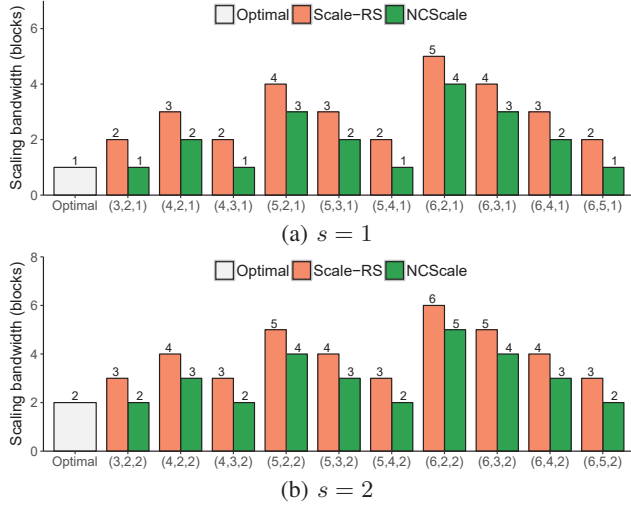 Optimal Scale−RS NCScale
Scaling bandwidth (blocks)
6
4
2
0
1 2 1 3 2 2 1 4 3 3 2 2 1 5 4 4 3 3 2 2 1
Optimal (3,2,1) (4,2,1) (4,3,1) (5,2,1) (5,3,1) (5,4,1) (6,2,1) (6,3,1) (6,4,1) (6,5,1)
(a) s = 1
Optimal Scale−RS NCScale
Scaling bandwidth (blocks)
8
6
4
2
0
2 3 2 4 3 3 2 5 4 4 3 3 2 6 5 5 4 4 3 3 2
Optimal (3,2,2) (4,2,2) (4,3,2) (5,2,2) (5,3,2) (5,4,2) (6,2,2) (6,3,2) (6,4,2) (6,5,2)
(b) s = 2